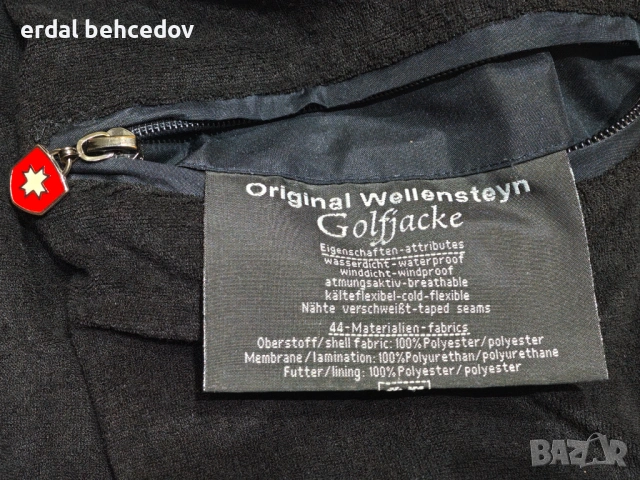 erdal behcedov
Original Wellensteyn
Golfjacke
Eigenschaften-attributes
wasserdicht-waterproof
winddicht-windproof
atmungsaktiv-breathable
kälteflexibel-cold-flexible
Nähte verschweißt-taped seams
44-Materialien-fabrics
Oberstoff/shell fabric: 100%Polyester/polyester
Membrane/lamination: 100%Polyurethan/polyurethane
Futter/lining: 100%Polyester/polyester
BAZAR